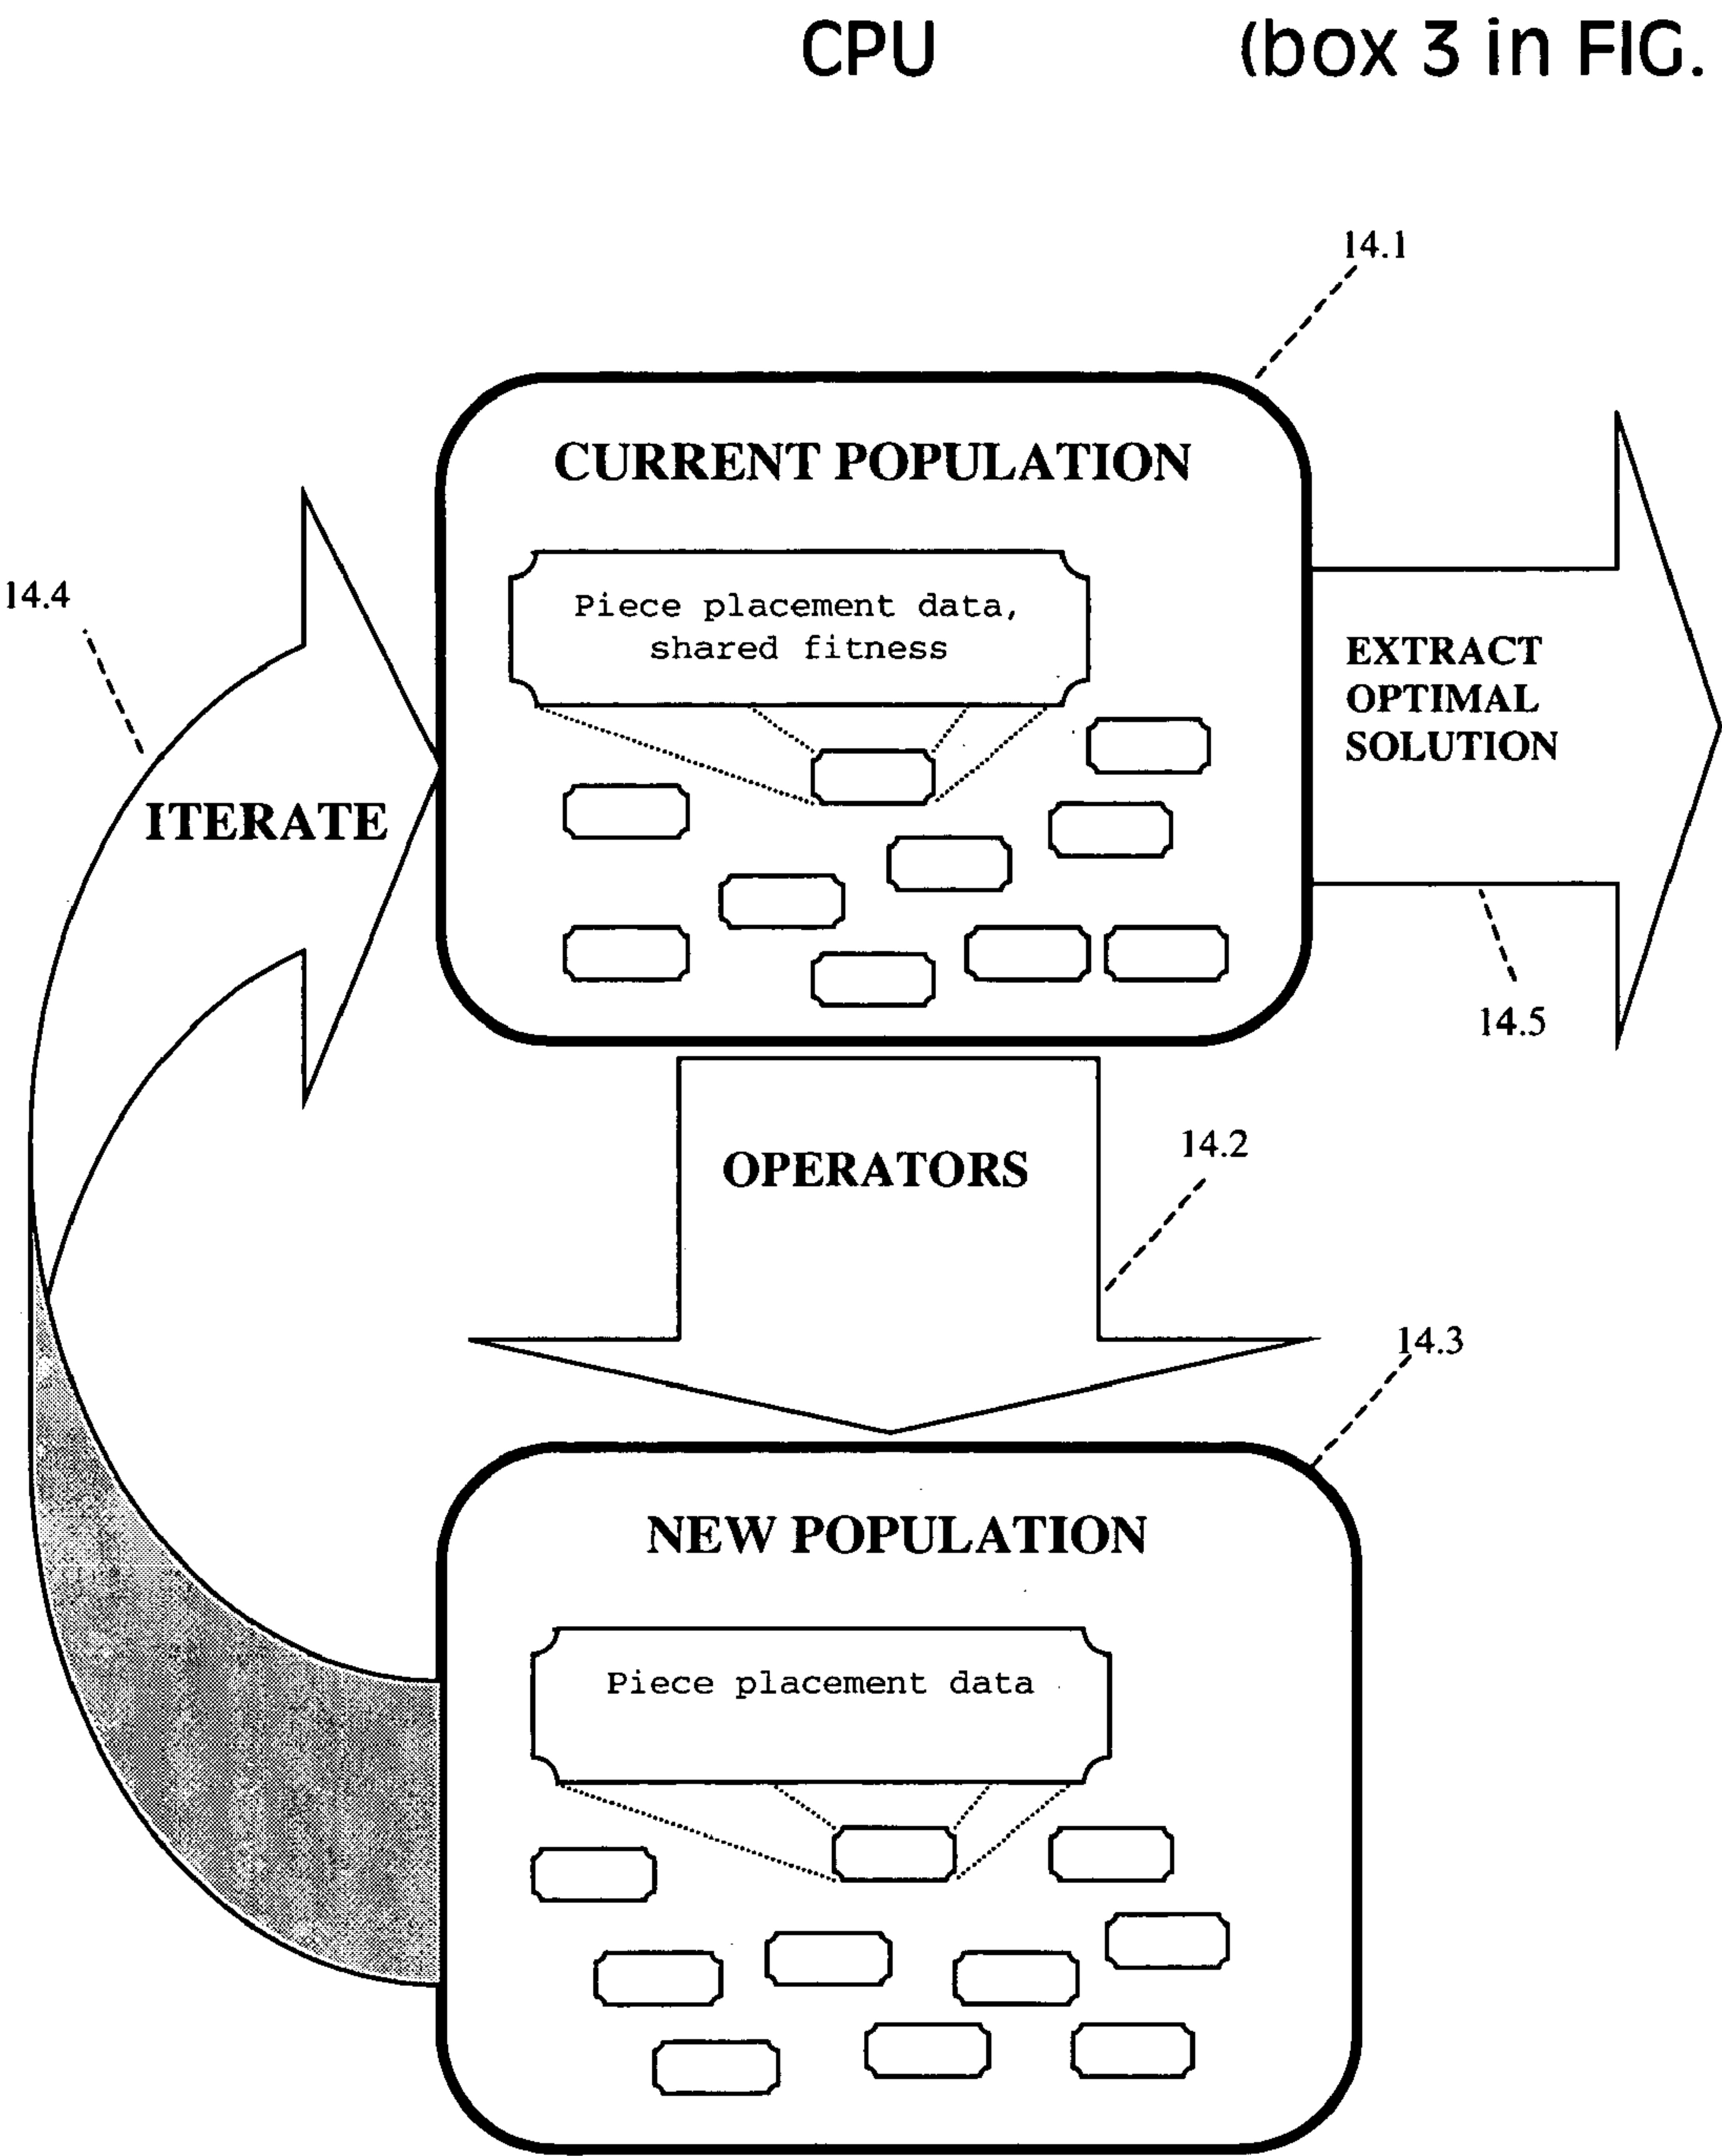 CPU (box 3 in FIG.
14.1
CURRENT POPULATION
14.4
Piece placement data,
shared fitness
EXTRACT
OPTIMAL
SOLUTION
ITERATE
14.5
14.2
OPERATORS
14.3
NEW POPULATION
Piece placement data